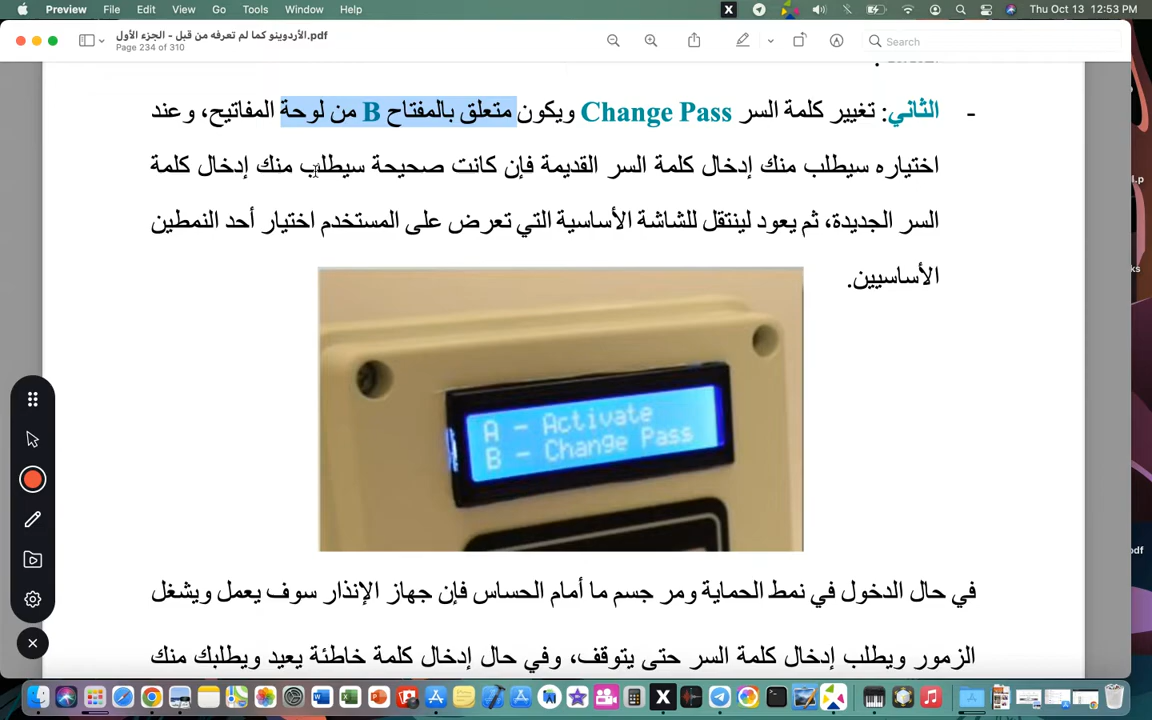 Preview File Edit View Go Tools Window Help
Thu Oct 13 12:53 PM
الأردوينو كما لم تعرفه من قبل - الجزء الأول.pdf
Page 234 of 310
Search
- الثاني: تغيير كلمة السر Change Pass ويكون متعلق بالمفتاح B من لوحة المفاتيح، وعند
اختياره سيطلب منك إدخال كلمة السر القديمة فإن كانت صحيحة سيطلب منك إدخال كلمة
السر الجديدة، ثم يعود لينتقل للشاشة الأساسية التي تعرض على المستخدم اختيار أحد النمطين
الأساسيين.
A - Activate
B - Change Pass
في حال الدخول في نمط الحماية ومر جسم ما أمام الحساس فإن جهاز الإنذار سوف يعمل ويشغل
الزمور ويطلب إدخال كلمة السر حتى يتوقف، وفي حال إدخال كلمة خاطئة يعيد ويطلبك منك
l.p
ks
pdf